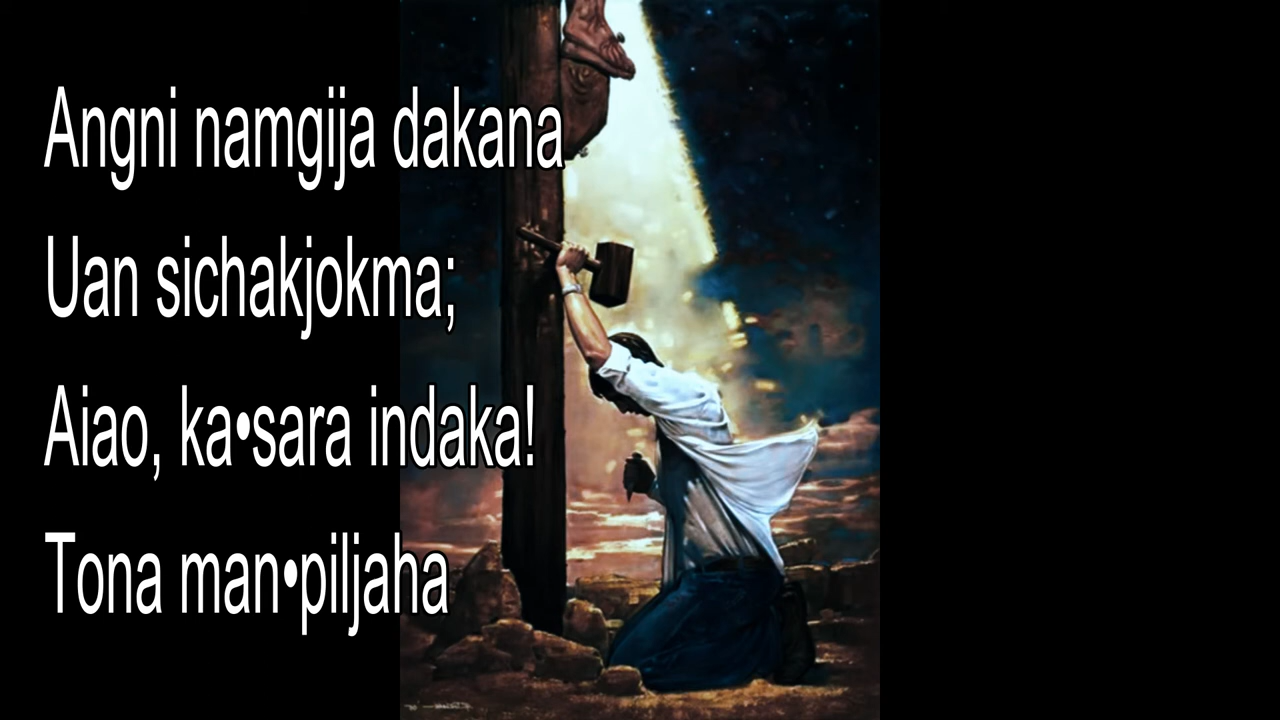 Angni namgija dakana
Uan sichakjokma;
Aiao, ka•sara indaka!
Tona man•piljaha